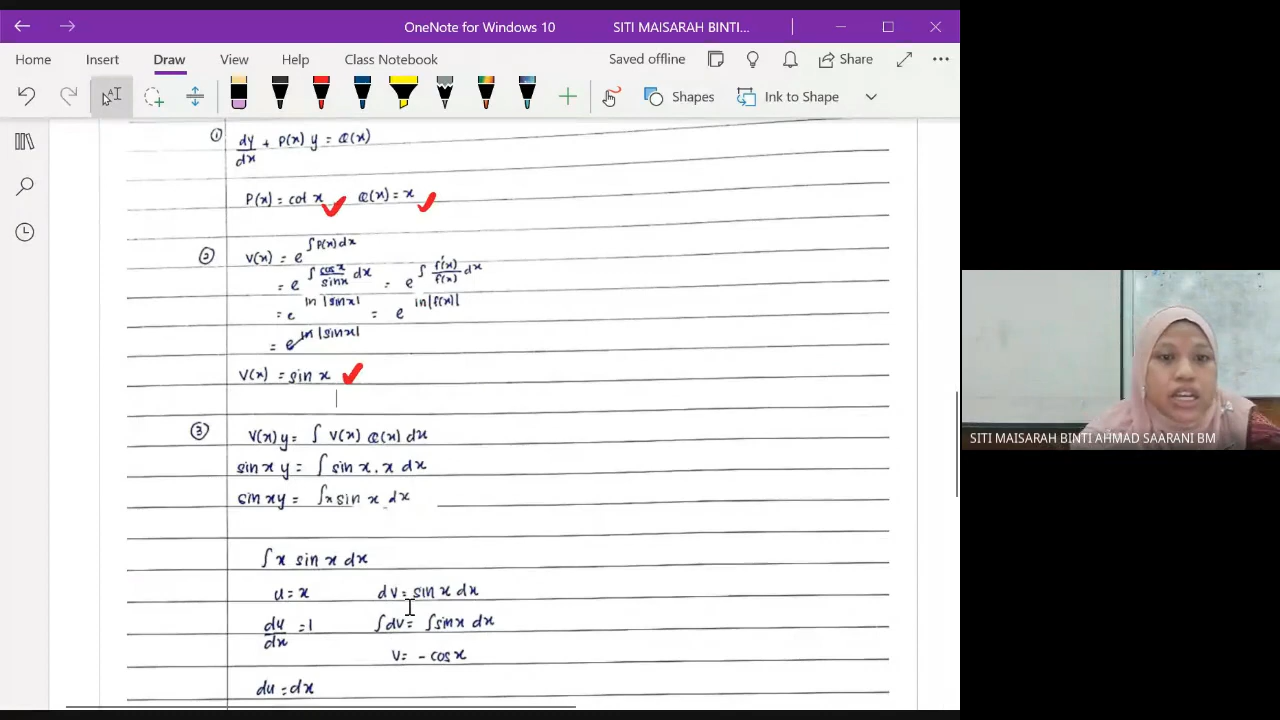 OneNote for Windows 10 SITI MAISARAH BINTI...
Home Insert Draw View Help Class Notebook Saved offline Share
Shapes Ink to Shape
① dy/dx + P(x) y = Q(x)
P(x) = cot x Q(x) = x
② V(x) = e^∫P(x)dx
= e^∫ cos x/sin x dx = e^∫ f'(x)/f(x) dx
= e^ln |sin x| = e^ln|f(x)|
= e^ln |sin x|
V(x) = sin x
③ V(x)y = ∫ V(x) Q(x) dx
sin x y = ∫ sin x . x dx
sin xy = ∫x sin x dx
∫ x sin x dx
u = x dv = sin x dx
du/dx = 1 ∫dv = ∫sin x dx
v = - cos x
du = dx
SITI MAISARAH BINTI AHMAD SAARANI BM